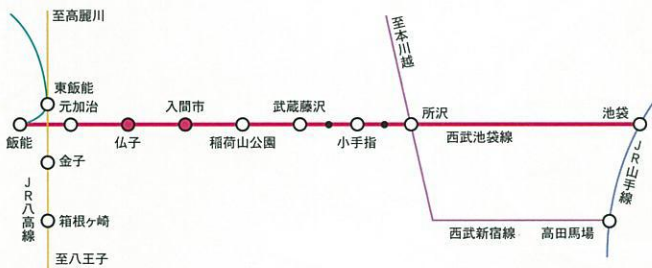 至高麗川
至本川越
東飯能
元加治
入間市
武蔵藤沢
所沢
池袋
飯能
仏子
稲荷山公園
小手指
西武池袋線
JR山手線
金子
JR八高線
箱根ヶ崎
西武新宿線
高田馬場
至八王子